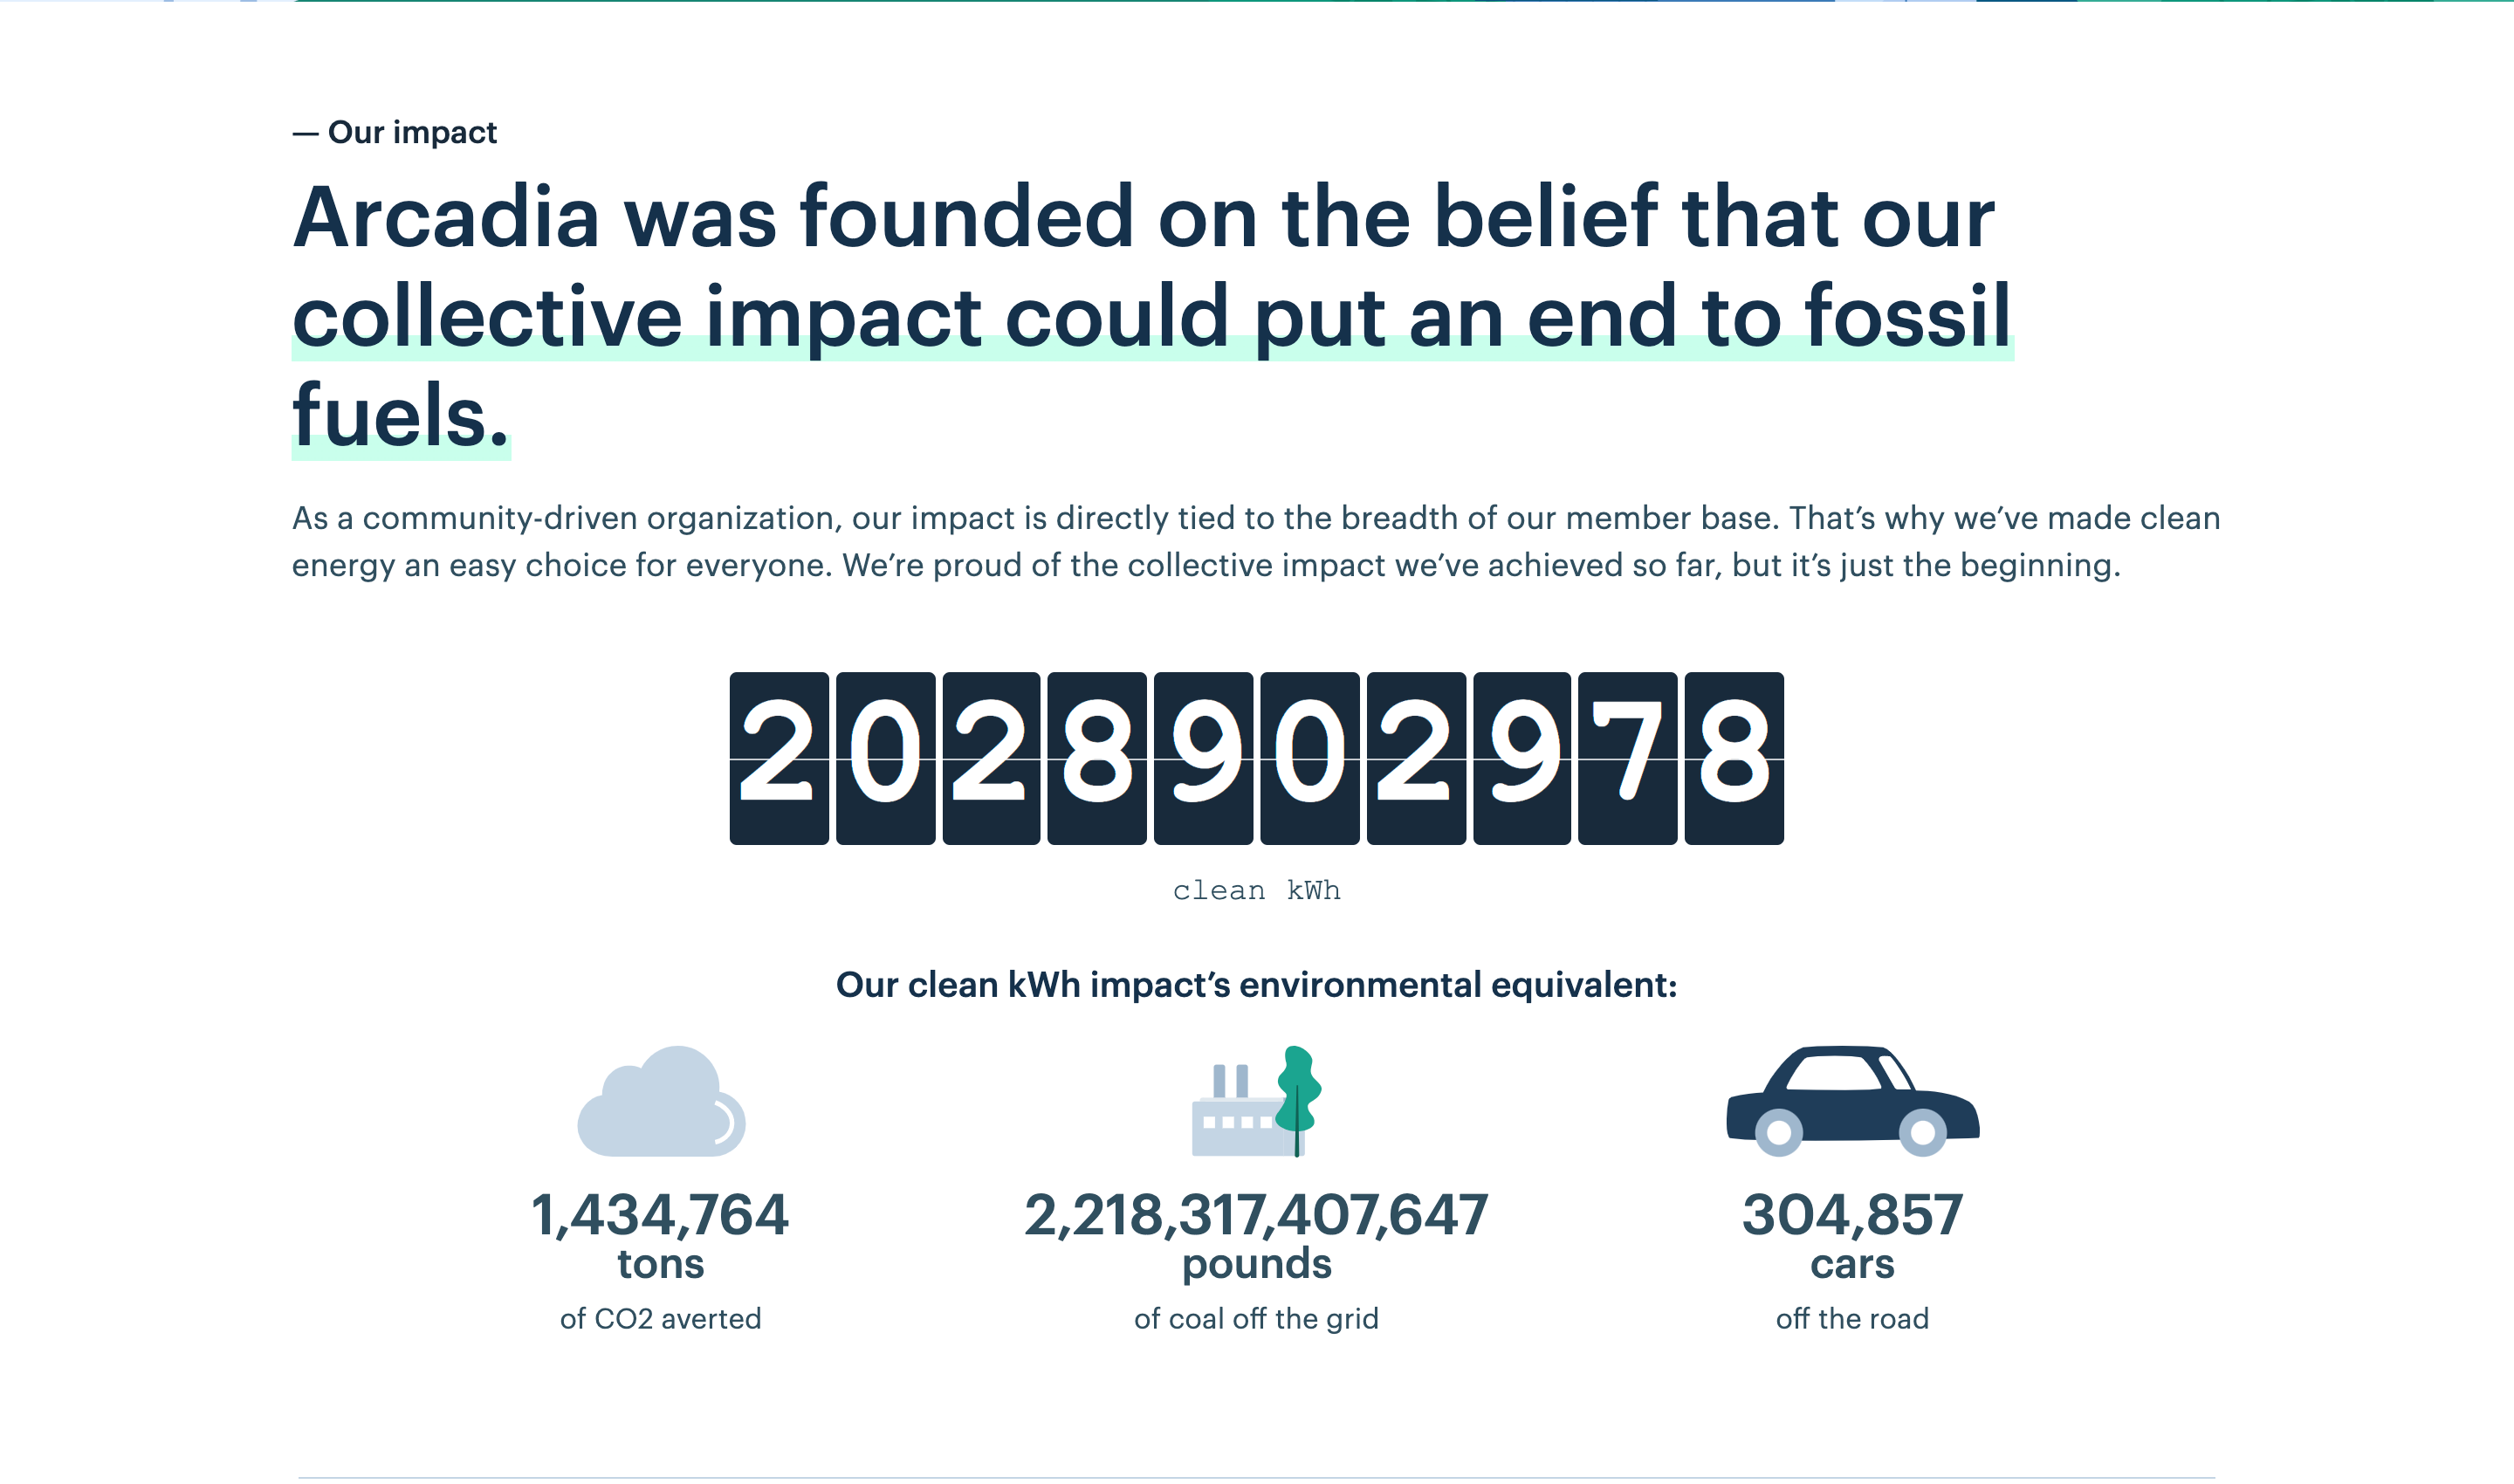 — Our impact
Arcadia was founded on the belief that our
collective impact could put an end to fossil
fuels.
As a community-driven organization, our impact is directly tied to the breadth of our member base. That’s why we’ve made clean
energy an easy choice for everyone. We’re proud of the collective impact we’ve achieved so far, but it’s just the beginning.
2028902978
clean kWh
Our clean kWh impact’s environmental equivalent:
1,434,764
tons
of CO2 averted
2,218,317,407,647
pounds
of coal off the grid
304,857
cars
off the road